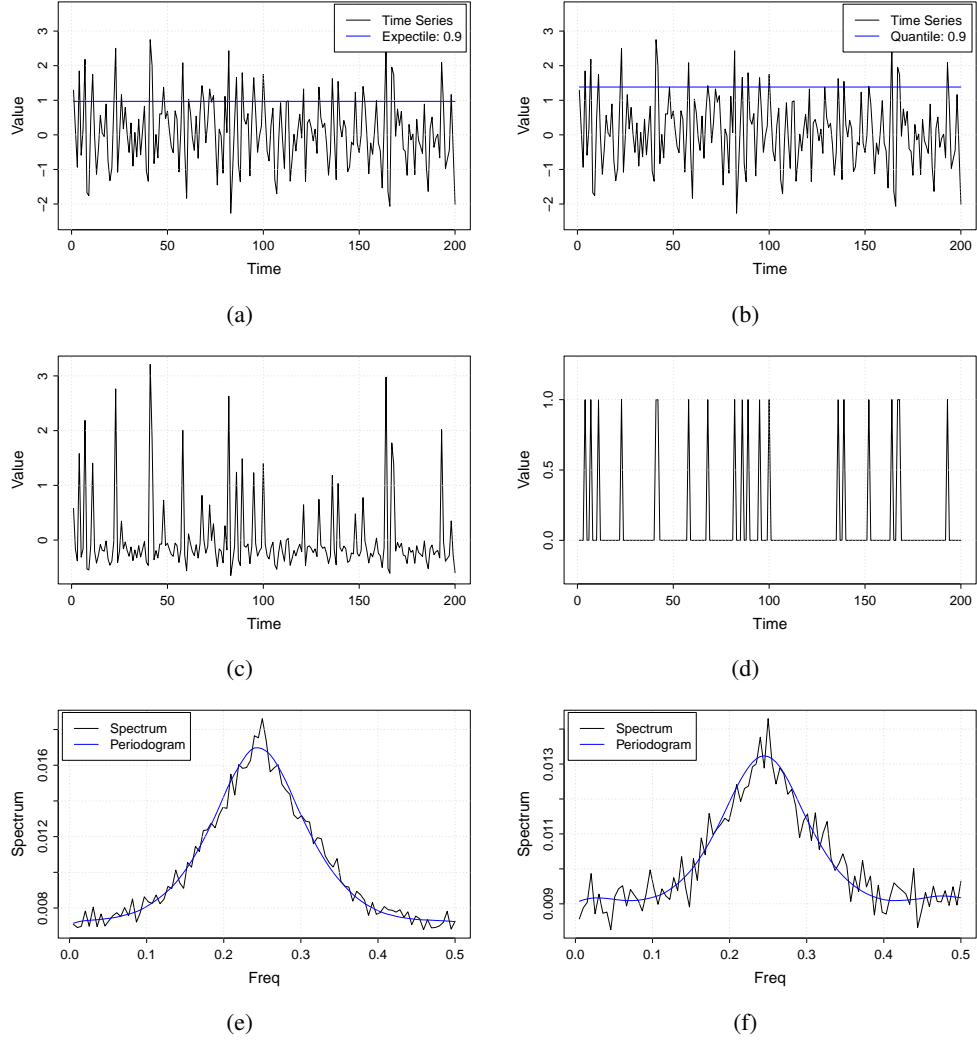 Time Series
Expectile: 0.9
Value
3
2
1
0
−1
−2
0 50 100 150 200
Time
(a)
Time Series
Quantile: 0.9
Value
3
2
1
0
−1
−2
0 50 100 150 200
Time
(b)
Value
3
2
1
0
0 50 100 150 200
Time
(c)
Value
1.0
0.5
0.0
0 50 100 150 200
Time
(d)
Spectrum
Periodogram
Spectrum
0.016
0.012
0.008
0.0 0.1 0.2 0.3 0.4 0.5
Freq
(e)
Spectrum
Periodogram
Spectrum
0.013
0.011
0.009
0.0 0.1 0.2 0.3 0.4 0.5
Freq
(f)